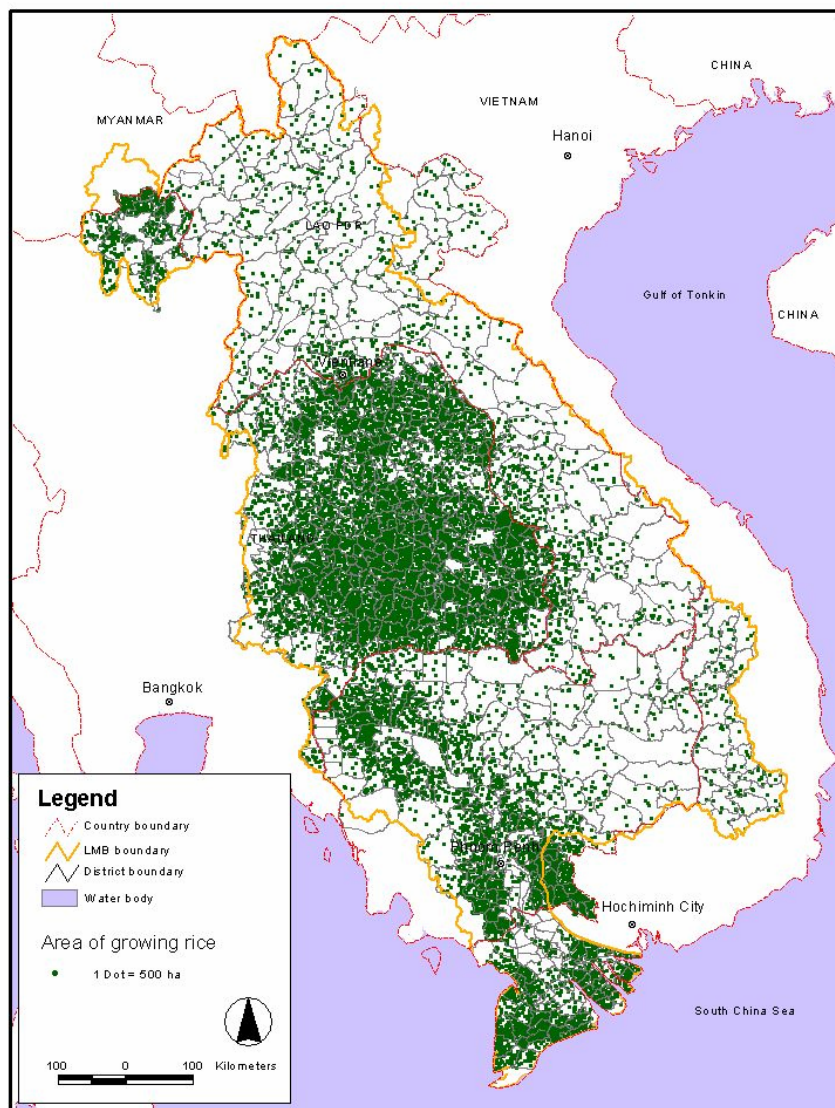 CHINA
VIETNAM
MYANMAR
Hanoi
LAO PDR
Gulf of Tonkin
CHINA
Vientiane
THAILAND
Bangkok
Legend
Country boundary
LMB boundary
District boundary
Water body
Area of growing rice
1 Dot = 500 ha
100 0 100 Kilometers
Phnom Penh
Hochiminh City
South China Sea